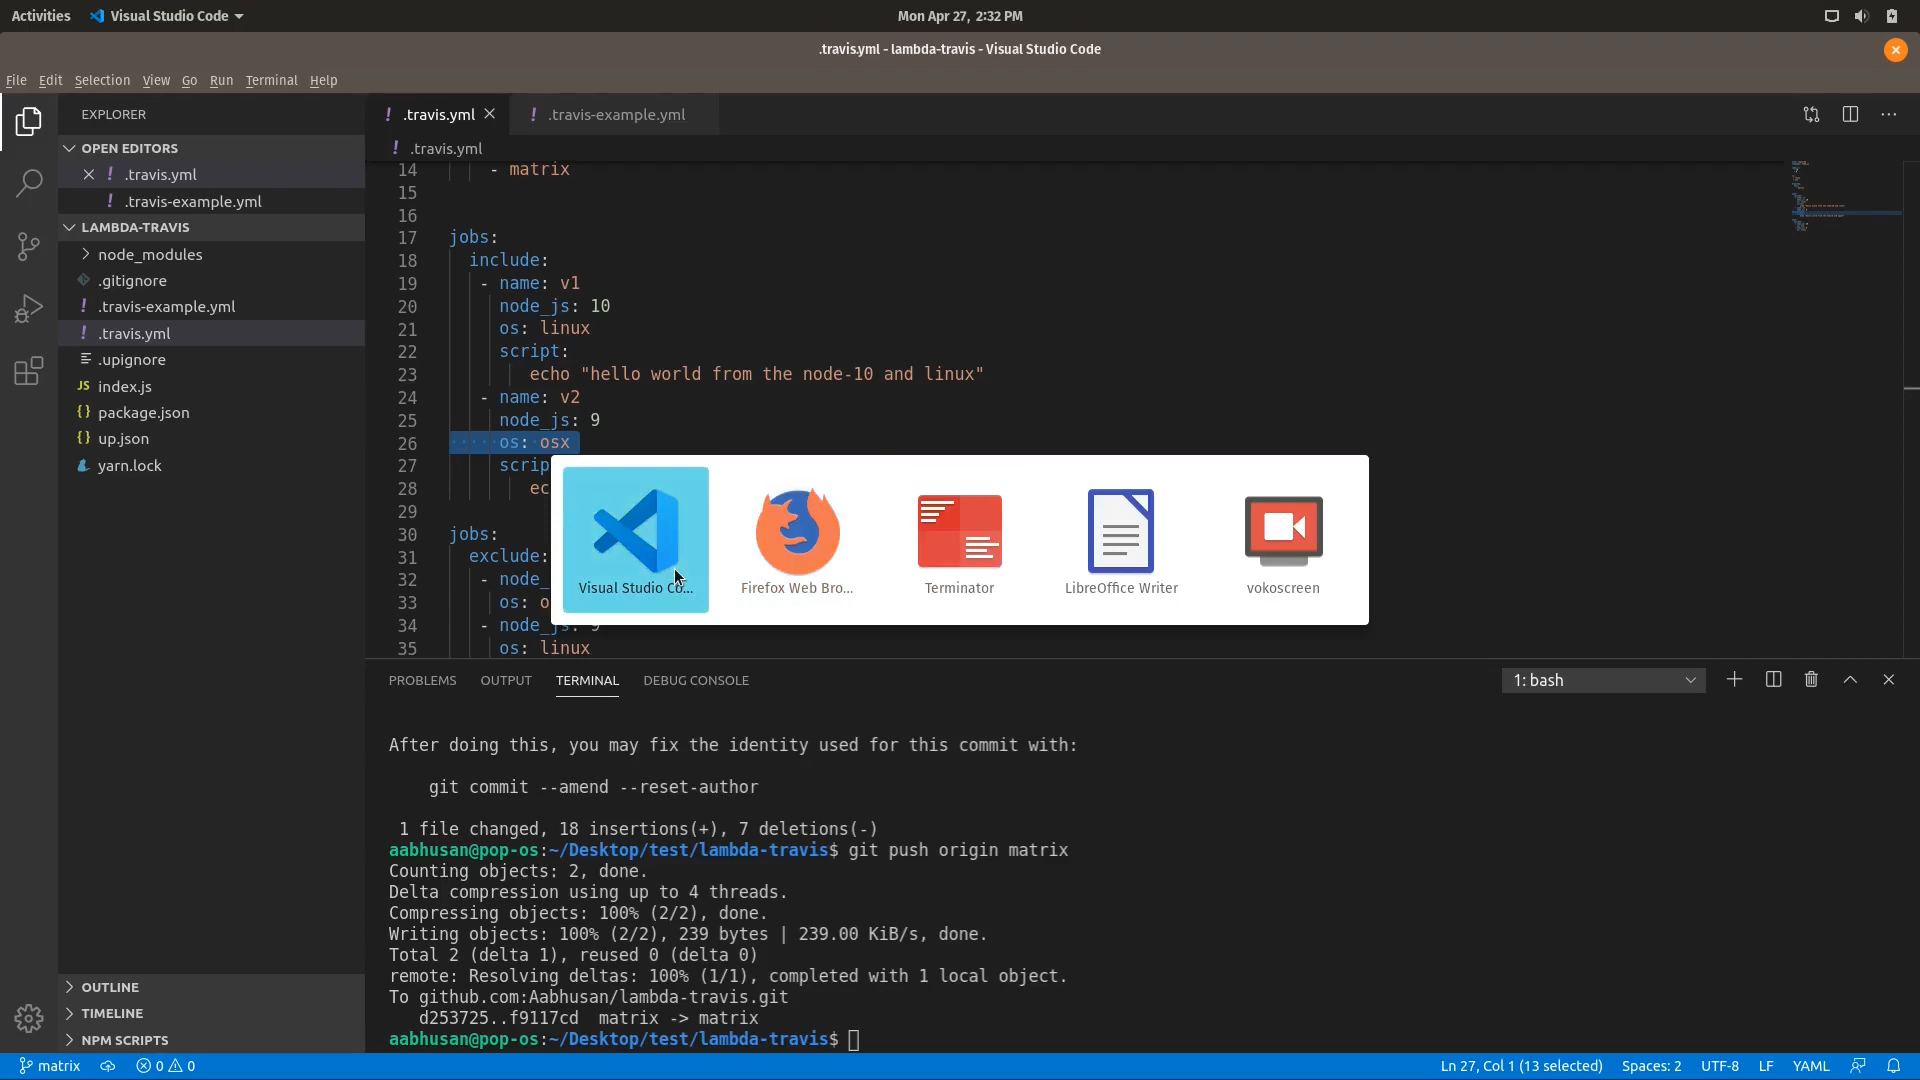 Activities
Visual Studio Code
Mon Apr 27, 2:32 PM
.travis.yml - lambda-travis - Visual Studio Code
File Edit Selection View Go Run Terminal Help
EXPLORER
OPEN EDITORS
.travis.yml
.travis-example.yml
LAMBDA-TRAVIS
node_modules
.gitignore
.travis-example.yml
.travis.yml
.upignore
JS index.js
{} package.json
{} up.json
yarn.lock
OUTLINE
TIMELINE
NPM SCRIPTS
! .travis.yml
! .travis-example.yml
! .travis.yml
14 - matrix
15
16
17 jobs:
18 include:
19 - name: v1
20 node_js: 10
21 os: linux
22 script:
23 echo "hello world from the node-10 and linux"
24 - name: v2
25 node_js: 9
26 os: osx
27 scrip
28 ec
29
30 jobs:
31 exclude:
32 - node_
33 os: o
34 - node_js: 9
35 os: linux
Visual Studio Co...
Firefox Web Bro...
Terminator
LibreOffice Writer
vokoscreen
PROBLEMS OUTPUT TERMINAL DEBUG CONSOLE
1: bash
After doing this, you may fix the identity used for this commit with:
git commit --amend --reset-author
1 file changed, 18 insertions(+), 7 deletions(-)
aabhusan@pop-os:~/Desktop/test/lambda-travis$ git push origin matrix
Counting objects: 2, done.
Delta compression using up to 4 threads.
Compressing objects: 100% (2/2), done.
Writing objects: 100% (2/2), 239 bytes | 239.00 KiB/s, done.
Total 2 (delta 1), reused 0 (delta 0)
remote: Resolving deltas: 100% (1/1), completed with 1 local object.
To github.com:Aabhusan/lambda-travis.git
d253725..f9117cd matrix -> matrix
aabhusan@pop-os:~/Desktop/test/lambda-travis$
matrix
0 0
Ln 27, Col 1 (13 selected)
Spaces: 2
UTF-8
LF
YAML